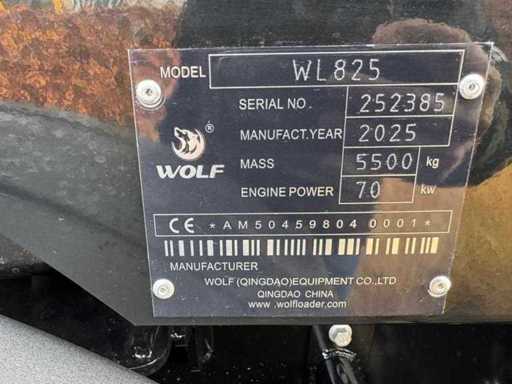 MODEL WL825
SERIAL NO. 252385
MANUFACT.YEAR 2025
MASS 5500 kg
ENGINE POWER 70 kw
® WOLF
CE *AM50459804 0001*
MANUFACTURER
WOLF (QINGDAO)EQUIPMENT CO.,LTD
QINGDAO CHINA
www.wolfloader.com